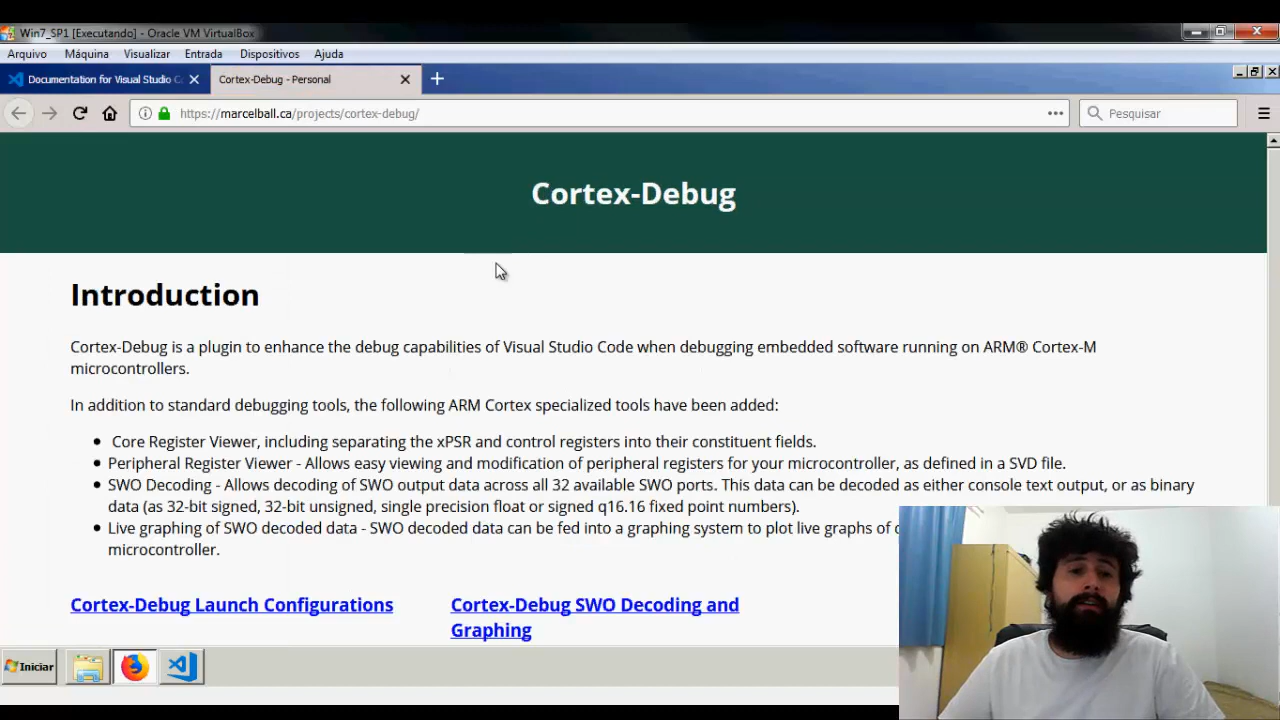 Win7_SP1 [Executando] - Oracle VM VirtualBox
Arquivo Máquina Visualizar Entrada Dispositivos Ajuda
Documentation for Visual Studio C
Cortex-Debug - Personal
https://marcelball.ca/projects/cortex-debug/
Pesquisar
Cortex-Debug
Introduction
Cortex-Debug is a plugin to enhance the debug capabilities of Visual Studio Code when debugging embedded software running on ARM® Cortex-M
microcontrollers.
In addition to standard debugging tools, the following ARM Cortex specialized tools have been added:
Core Register Viewer, including separating the xPSR and control registers into their constituent fields.
Peripheral Register Viewer - Allows easy viewing and modification of peripheral registers for your microcontroller, as defined in a SVD file.
SWO Decoding - Allows decoding of SWO output data across all 32 available SWO ports. This data can be decoded as either console text output, or as binary
data (as 32-bit signed, 32-bit unsigned, single precision float or signed q16.16 fixed point numbers).
Live graphing of SWO decoded data - SWO decoded data can be fed into a graphing system to plot live graphs of
microcontroller.
Cortex-Debug Launch Configurations
Cortex-Debug SWO Decoding and
Graphing
Iniciar